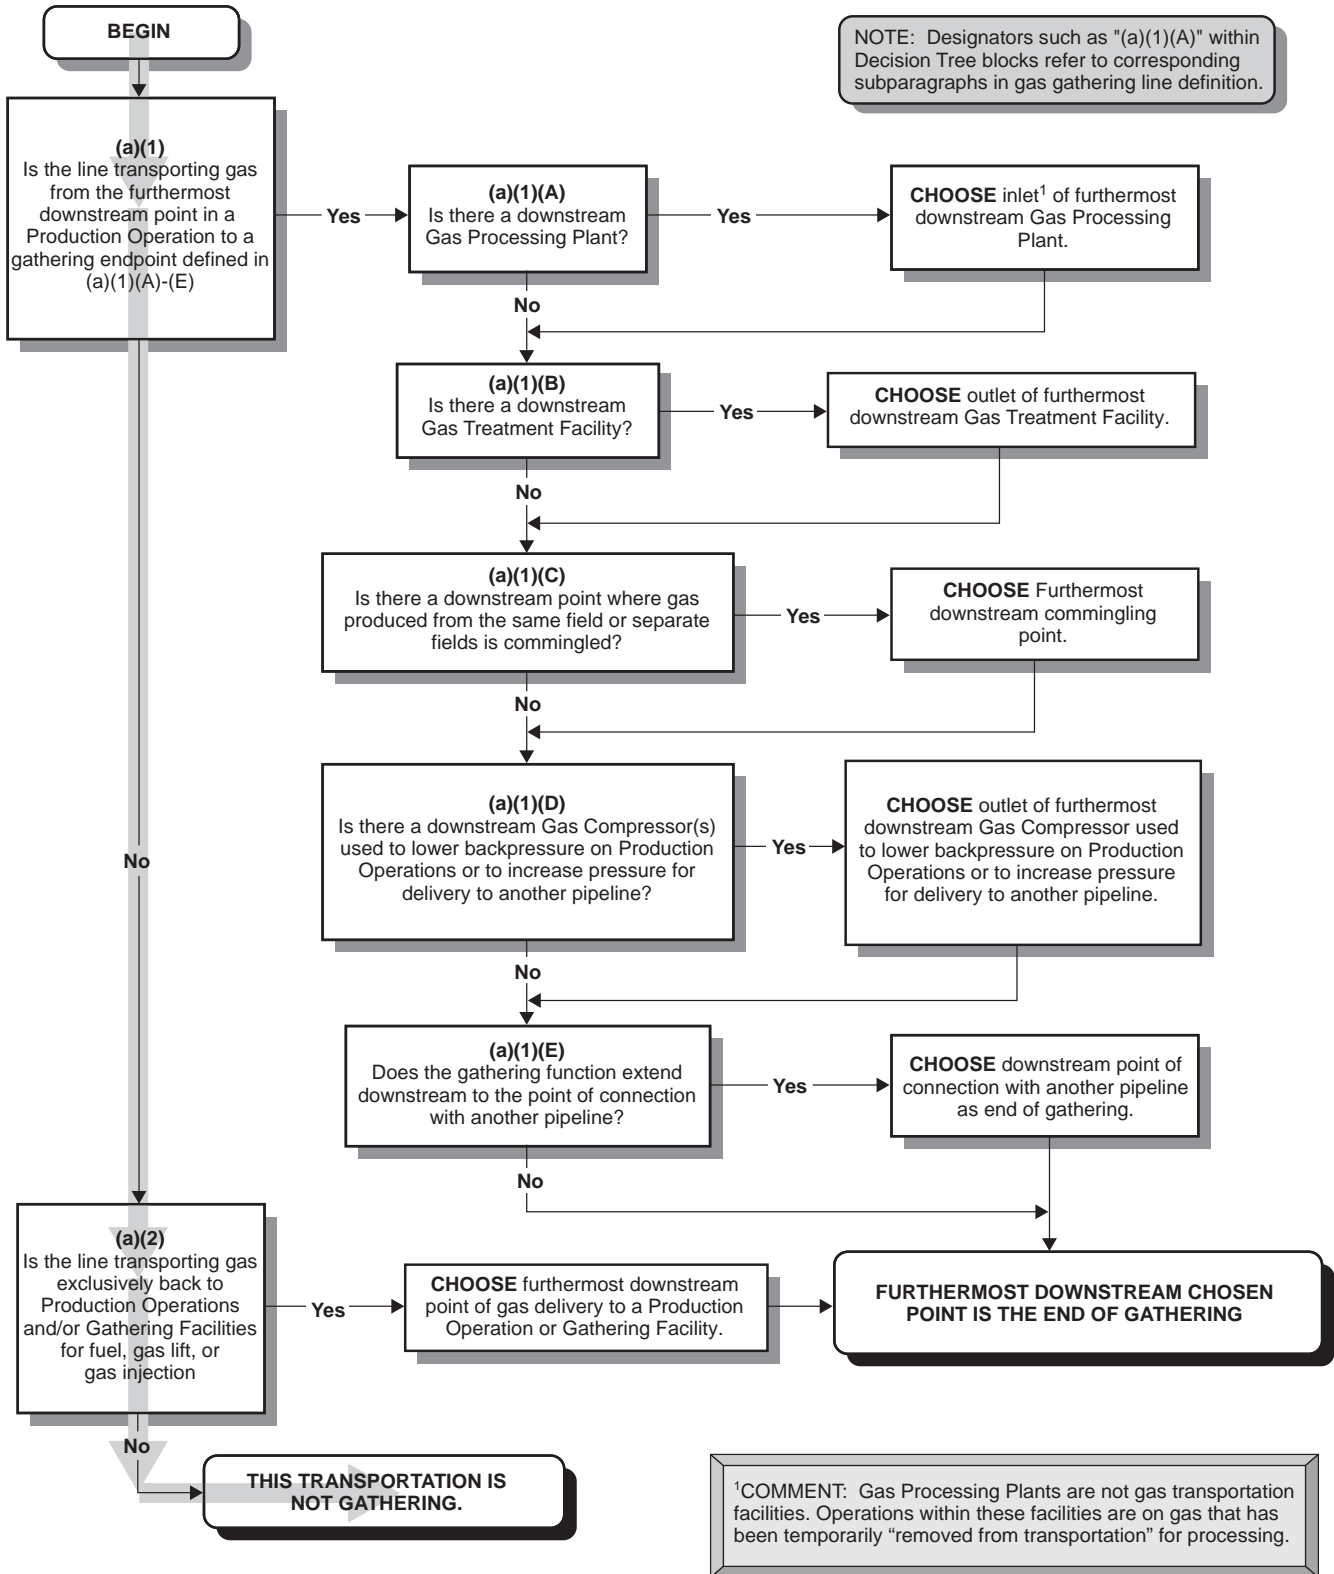 BEGIN
NOTE: Designators such as "(a)(1)(A)" within
Decision Tree blocks refer to corresponding
subparagraphs in gas gathering line definition.
(a)(1)
Is the line transporting gas
from the furthermost
downstream point in a
Production Operation to a
gathering endpoint defined in
(a)(1)(A)-(E)
Yes
(a)(1)(A)
Is there a downstream
Gas Processing Plant?
Yes
CHOOSE inlet¹ of furthermost
downstream Gas Processing
Plant.
No
(a)(1)(B)
Is there a downstream
Gas Treatment Facility?
Yes
CHOOSE outlet of furthermost
downstream Gas Treatment Facility.
No
(a)(1)(C)
Is there a downstream point where gas
produced from the same field or separate
fields is commingled?
Yes
CHOOSE Furthermost
downstream commingling
point.
No
(a)(1)(D)
Is there a downstream Gas Compressor(s)
used to lower backpressure on Production
Operations or to increase pressure for
delivery to another pipeline?
Yes
CHOOSE outlet of furthermost
downstream Gas Compressor used
to lower backpressure on Production
Operations or to increase pressure
for delivery to another pipeline.
No
No
(a)(1)(E)
Does the gathering function extend
downstream to the point of connection
with another pipeline?
Yes
CHOOSE downstream point of
connection with another pipeline
as end of gathering.
No
(a)(2)
Is the line transporting gas
exclusively back to
Production Operations
and/or Gathering Facilities
for fuel, gas lift, or
gas injection
Yes
CHOOSE furthermost downstream
point of gas delivery to a Production
Operation or Gathering Facility.
FURTHERMOST DOWNSTREAM CHOSEN
POINT IS THE END OF GATHERING
No
THIS TRANSPORTATION IS
NOT GATHERING.
¹COMMENT: Gas Processing Plants are not gas transportation
facilities. Operations within these facilities are on gas that has
been temporarily “removed from transportation” for processing.